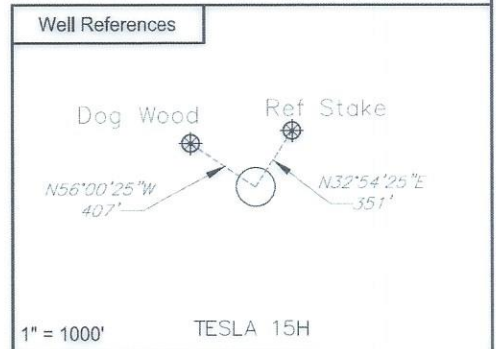 Well References
Dog Wood
Ref Stake
N56°00'25"W
407'
N32°54'25"E
351'
1" = 1000'
TESLA 15H